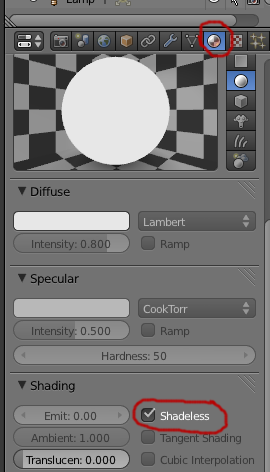 Lamp
Diffuse
Lambert
Intensity: 0.800
Ramp
Specular
CookTorr
Intensity: 0.500
Ramp
Hardness: 50
Shading
Emit: 0.00
Shadeless
Ambient: 1.000
Tangent Shading
Translucen: 0.000
Cubic Interpolation